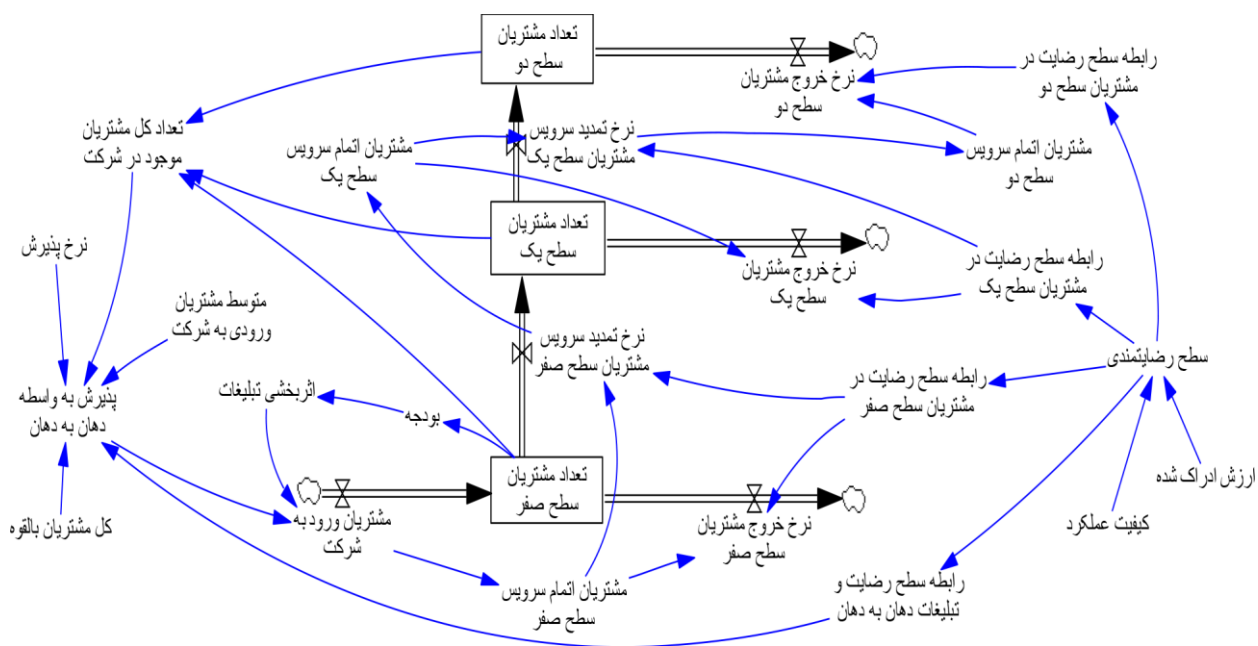 تعداد مشتریان
سطح دو
نرخ خروج مشتریان
سطح دو
رابطه سطح رضایت در
مشتریان سطح دو
تعداد کل مشتریان
موجود در شرکت
مشتریان اتمام سرویس
سطح یک
نرخ تمدید سرویس
مشتریان سطح یک
مشتریان اتمام سرویس
سطح دو
تعداد مشتریان
سطح یک
نرخ خروج مشتریان
سطح یک
رابطه سطح رضایت در
مشتریان سطح یک
نرخ پذیرش
متوسط مشتریان
ورودی به شرکت
نرخ تمدید سرویس
مشتریان سطح صفر
سطح رضایتمندی
رابطه سطح رضایت در
مشتریان سطح صفر
پذیرش به واسطه
دهان به دهان
اثربخشی تبلیغات
بودجه
تعداد مشتریان
سطح صفر
ارزش ادراک شده
کیفیت عملکرد
کل مشتریان بالقوه
مشتریان ورود به
شرکت
نرخ خروج مشتریان
سطح صفر
مشتریان اتمام سرویس
سطح صفر
رابطه سطح رضایت و
تبلیغات دهان به دهان